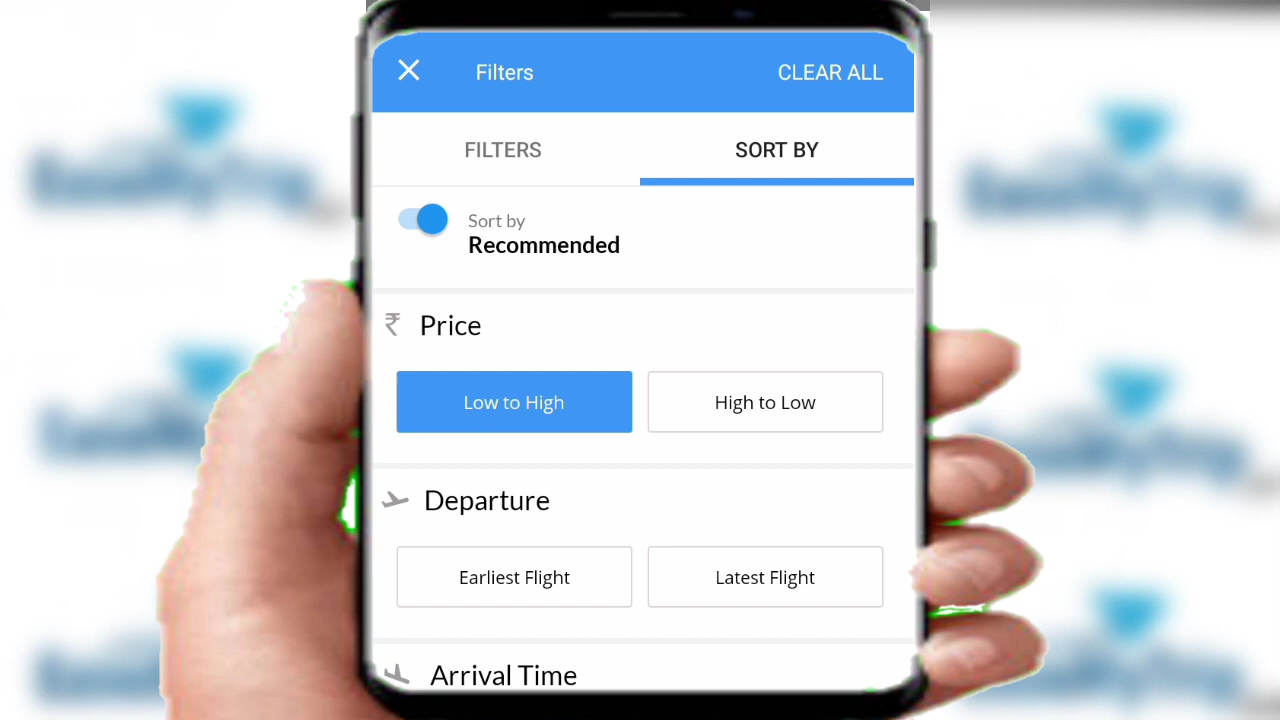 Filters
CLEAR ALL
FILTERS
SORT BY
Sort by
Recommended
₹ Price
Low to High
High to Low
Departure
Earliest Flight
Latest Flight
Arrival Time